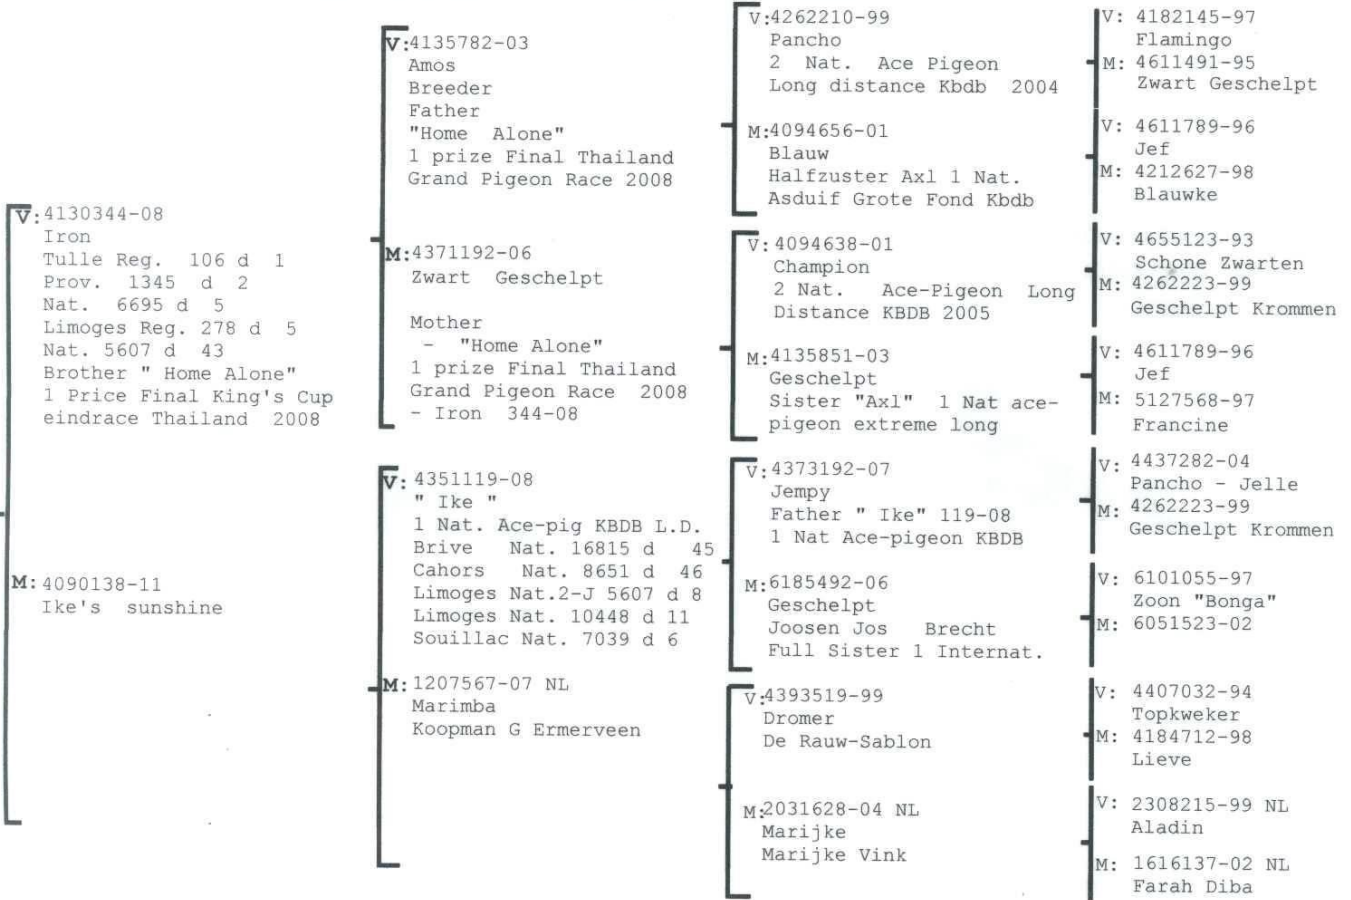 V: 4130344-08
Iron
Tulle Reg. 106 d 1
Prov. 1345 d 2
Nat. 6695 d 5
Limoges Reg. 278 d 5
Nat. 5607 d 43
Brother " Home Alone"
1 Price Final King's Cup
eindrace Thailand 2008
M: 4090138-11
Ike's sunshine
V: 4135782-03
Amos
Breeder
Father
"Home Alone"
1 prize Final Thailand
Grand Pigeon Race 2008
M: 4371192-06
Zwart Geschelpt
Mother
- "Home Alone"
1 prize Final Thailand
Grand Pigeon Race 2008
- Iron 344-08
V: 4351119-08
" Ike "
1 Nat. Ace-pig KBDB L.D.
Brive Nat. 16815 d 45
Cahors Nat. 8651 d 46
Limoges Nat.2-J 5607 d 8
Limoges Nat. 10448 d 11
Souillac Nat. 7039 d 6
M: 1207567-07 NL
Marimba
Koopman G Ermerveen
V: 4262210-99
Pancho
2 Nat. Ace Pigeon
Long distance Kbdb 2004
M: 4094656-01
Blauw
Halfzuster Axl 1 Nat.
Asduif Grote Fond Kbdb
V: 4094638-01
Champion
2 Nat. Ace-Pigeon Long
Distance KBDB 2005
M: 4135851-03
Geschelpt
Sister "Axl" 1 Nat ace-
pigeon extreme long
V: 4373192-07
Jempy
Father " Ike" 119-08
1 Nat Ace-pigeon KBDB
M: 6185492-06
Geschelpt
Joosen Jos Brecht
Full Sister 1 Internat.
V: 4393519-99
Dromer
De Rauw-Sablon
M: 2031628-04 NL
Marijke
Marijke Vink
V: 4182145-97
Flamingo
M: 4611491-95
Zwart Geschelpt
V: 4611789-96
Jef
M: 4212627-98
Blauwke
V: 4655123-93
Schone Zwarten
M: 4262223-99
Geschelpt Krommen
V: 4611789-96
Jef
M: 5127568-97
Francine
V: 4437282-04
Pancho - Jelle
M: 4262223-99
Geschelpt Krommen
V: 6101055-97
Zoon "Bonga"
M: 6051523-02
V: 4407032-94
Topkweker
M: 4184712-98
Lieve
V: 2308215-99 NL
Aladin
M: 1616137-02 NL
Farah Diba